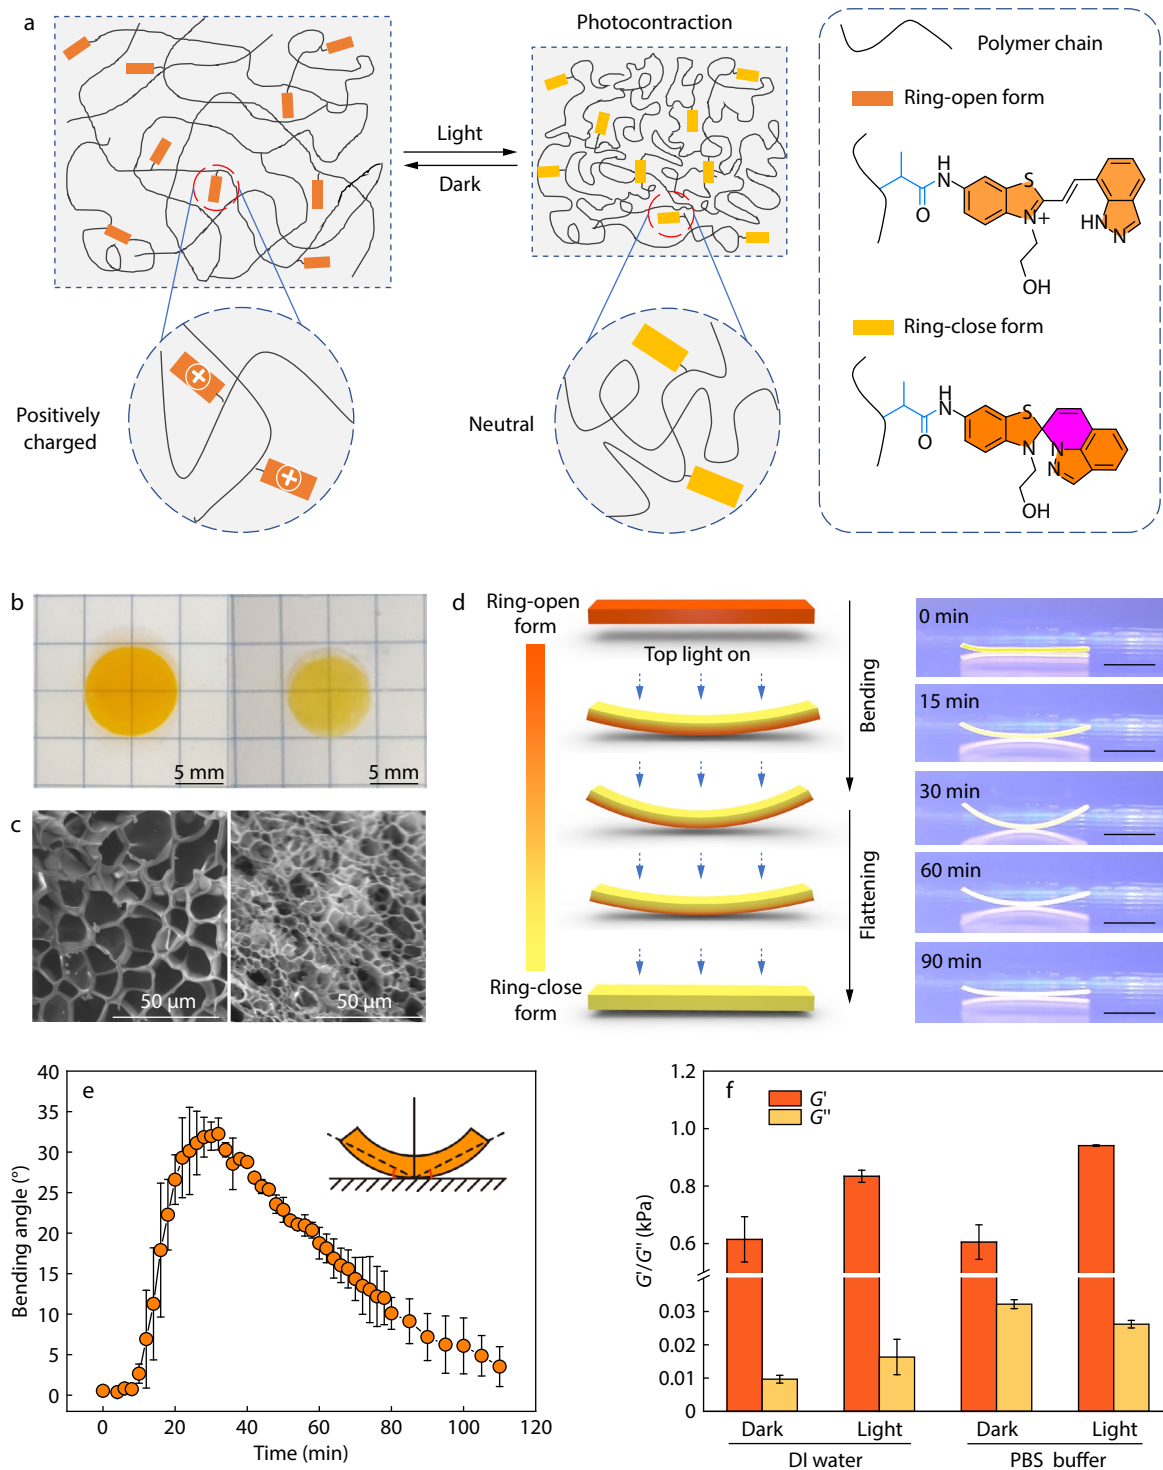 a
Photocontraction
Light
Dark
Positively
charged
Neutral
Polymer chain
Ring-open form
NH
O
S
N+
HN
N
OH
Ring-close form
NH
O
S
N
N
N
OH
b
5 mm
5 mm
c
50 μm
50 μm
d
Ring-open
form
Top light on
Ring-close
form
Bending
Flattening
0 min
15 min
30 min
60 min
90 min
e
Bending angle (°)
40
35
30
25
20
15
10
5
0
0 20 40 60 80 100 120
Time (min)
f
G'
G''
G'/G'' (kPa)
1.2
1.0
0.8
0.6
0.03
0.02
0.01
0
Dark Light Dark Light
DI water PBS buffer